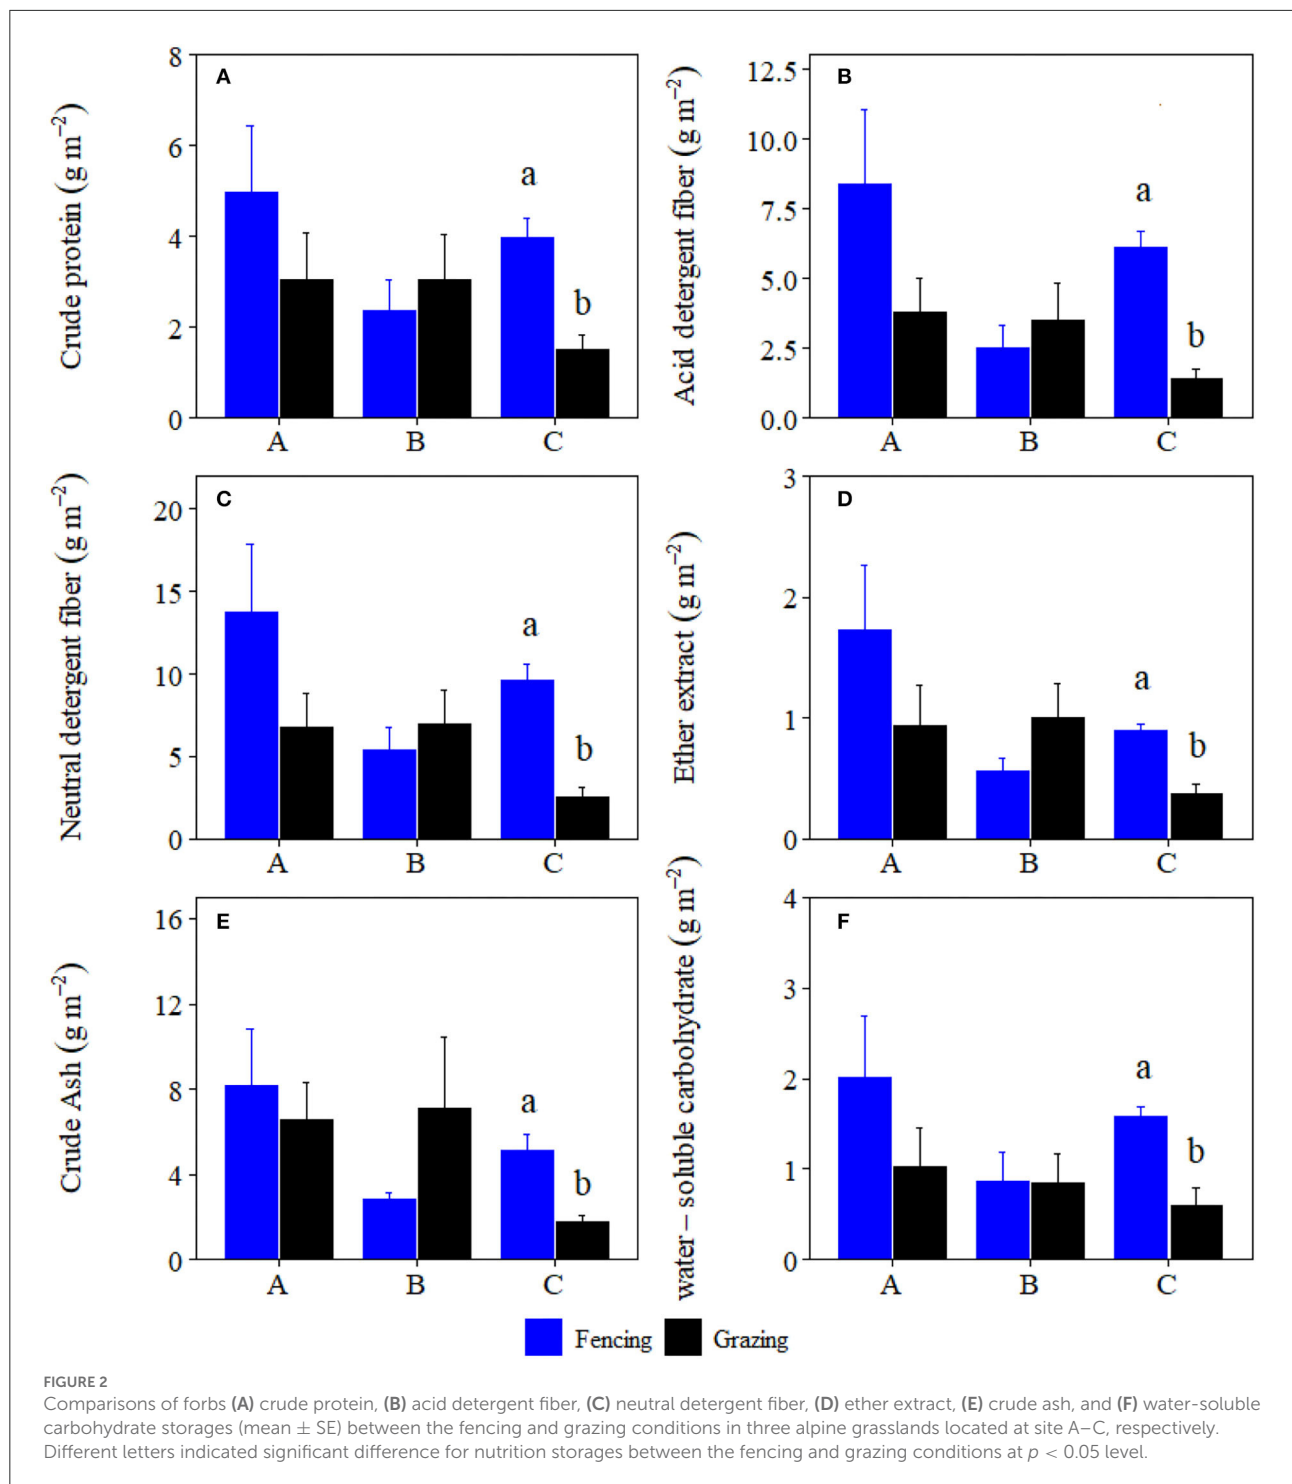 A
Crude protein (g m⁻²)
8
6
4
2
0
a
b
A B C
B
Acid detergent fiber (g m⁻²)
12.5
10.0
7.5
5.0
2.5
0.0
a
b
A B C
C
Neutral detergent fiber (g m⁻²)
20
15
10
5
0
a
b
A B C
D
Ether extract (g m⁻²)
3
2
1
0
a
b
A B C
E
Crude Ash (g m⁻²)
16
12
8
4
0
a
b
A B C
F
water – soluble carbohydrate (g m⁻²)
4
3
2
1
0
a
b
A B C
Fencing Grazing
FIGURE 2
Comparisons of forbs (A) crude protein, (B) acid detergent fiber, (C) neutral detergent fiber, (D) ether extract, (E) crude ash, and (F) water-soluble
carbohydrate storages (mean ± SE) between the fencing and grazing conditions in three alpine grasslands located at site A–C, respectively.
Different letters indicated significant difference for nutrition storages between the fencing and grazing conditions at p < 0.05 level.